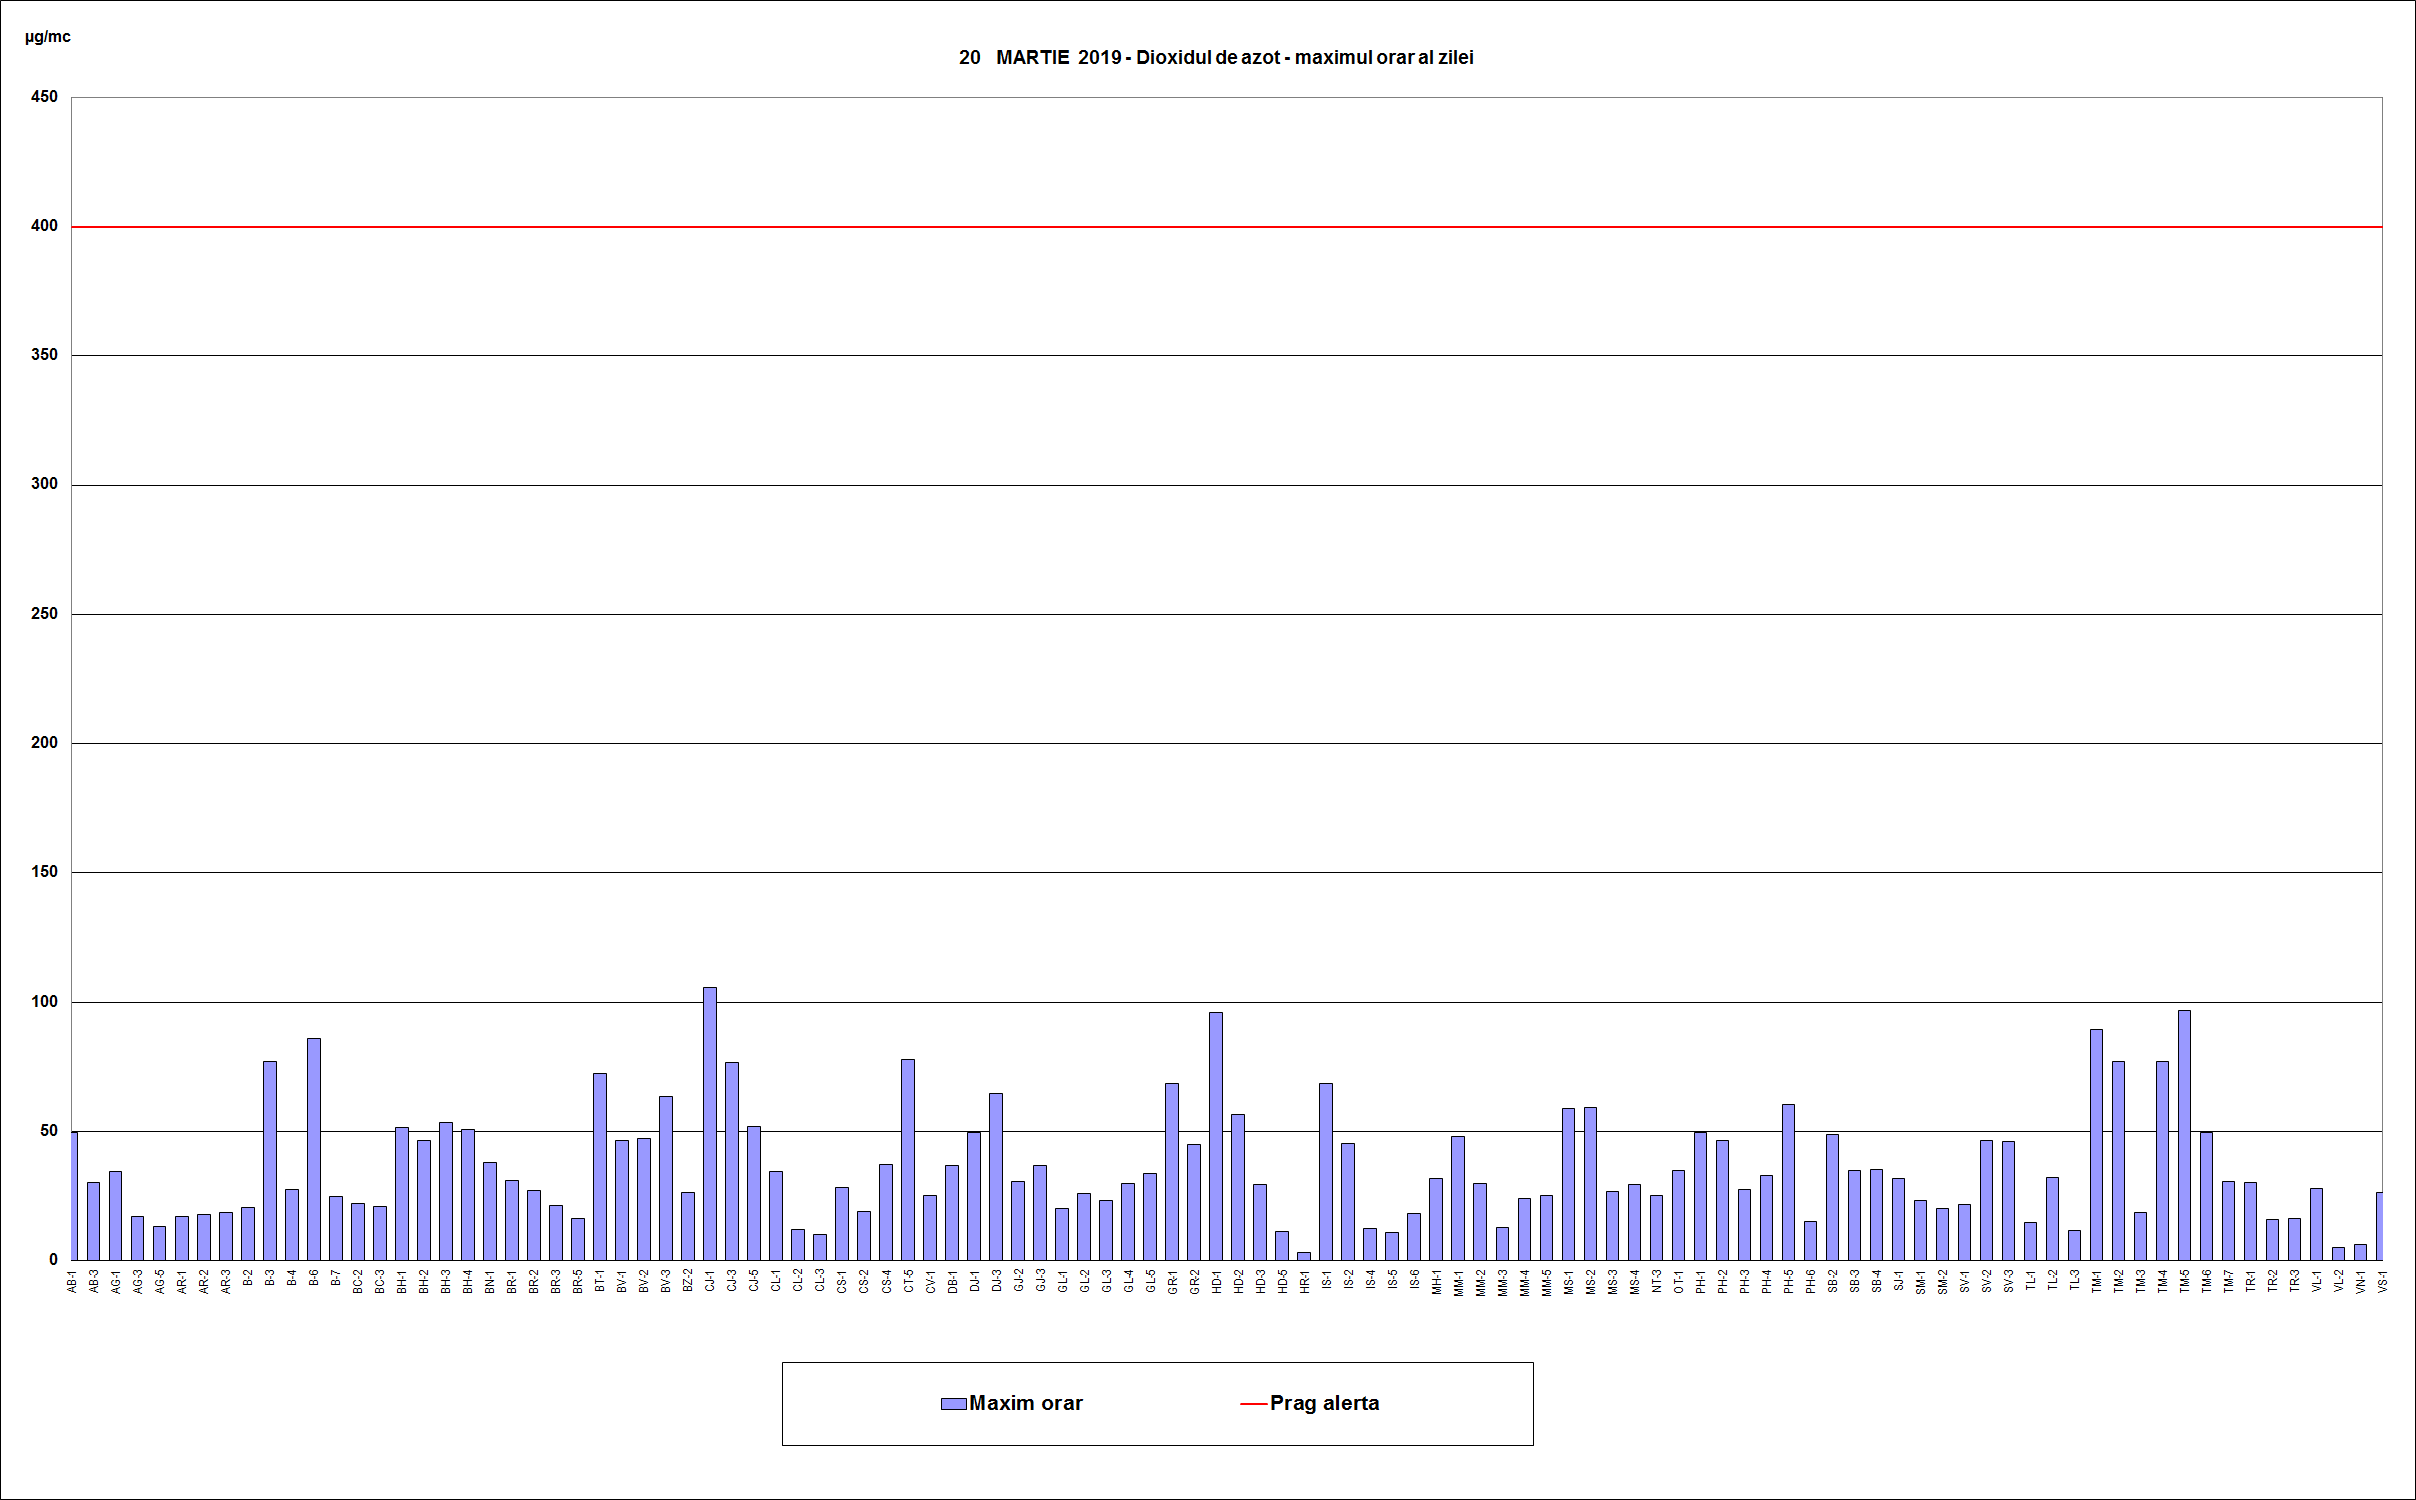 µg/mc
20 MARTIE 2019 - Dioxidul de azot - maximul orar al zilei
450
400
350
300
250
200
150
100
50
0
AB-1 AB-3 AG-1 AG-3 AG-5 AR-1 AR-2 AR-3 B-2 B-3 B-4 B-6 B-7 BC-2 BC-3 BH-1 BH-2 BH-3 BH-4 BN-1 BR-1 BR-2 BR-3 BR-5 BT-1 BV-1 BV-2 BV-3 BZ-2 CJ-1 CJ-3 CJ-5 CL-1 CL-2 CL-3 CS-1 CS-2 CS-4 CT-5 CV-1 DB-1 DJ-1 DJ-3 GJ-2 GJ-3 GL-1 GL-2 GL-3 GL-4 GL-5 GR-1 GR-2 HD-1 HD-2 HD-3 HD-5 HR-1 IS-1 IS-2 IS-4 IS-5 IS-6 MH-1 MM-1 MM-2 MM-3 MM-4 MM-5 MS-1 MS-2 MS-3 MS-4 NT-3 OT-1 PH-1 PH-2 PH-3 PH-4 PH-5 PH-6 SB-2 SB-3 SB-4 SJ-1 SM-1 SM-2 SV-1 SV-2 SV-3 TL-1 TL-2 TL-3 TM-1 TM-2 TM-3 TM-4 TM-5 TM-6 TM-7 TR-1 TR-2 TR-3 VL-1 VL-2 VN-1 VS-1
Maxim orar Prag alerta